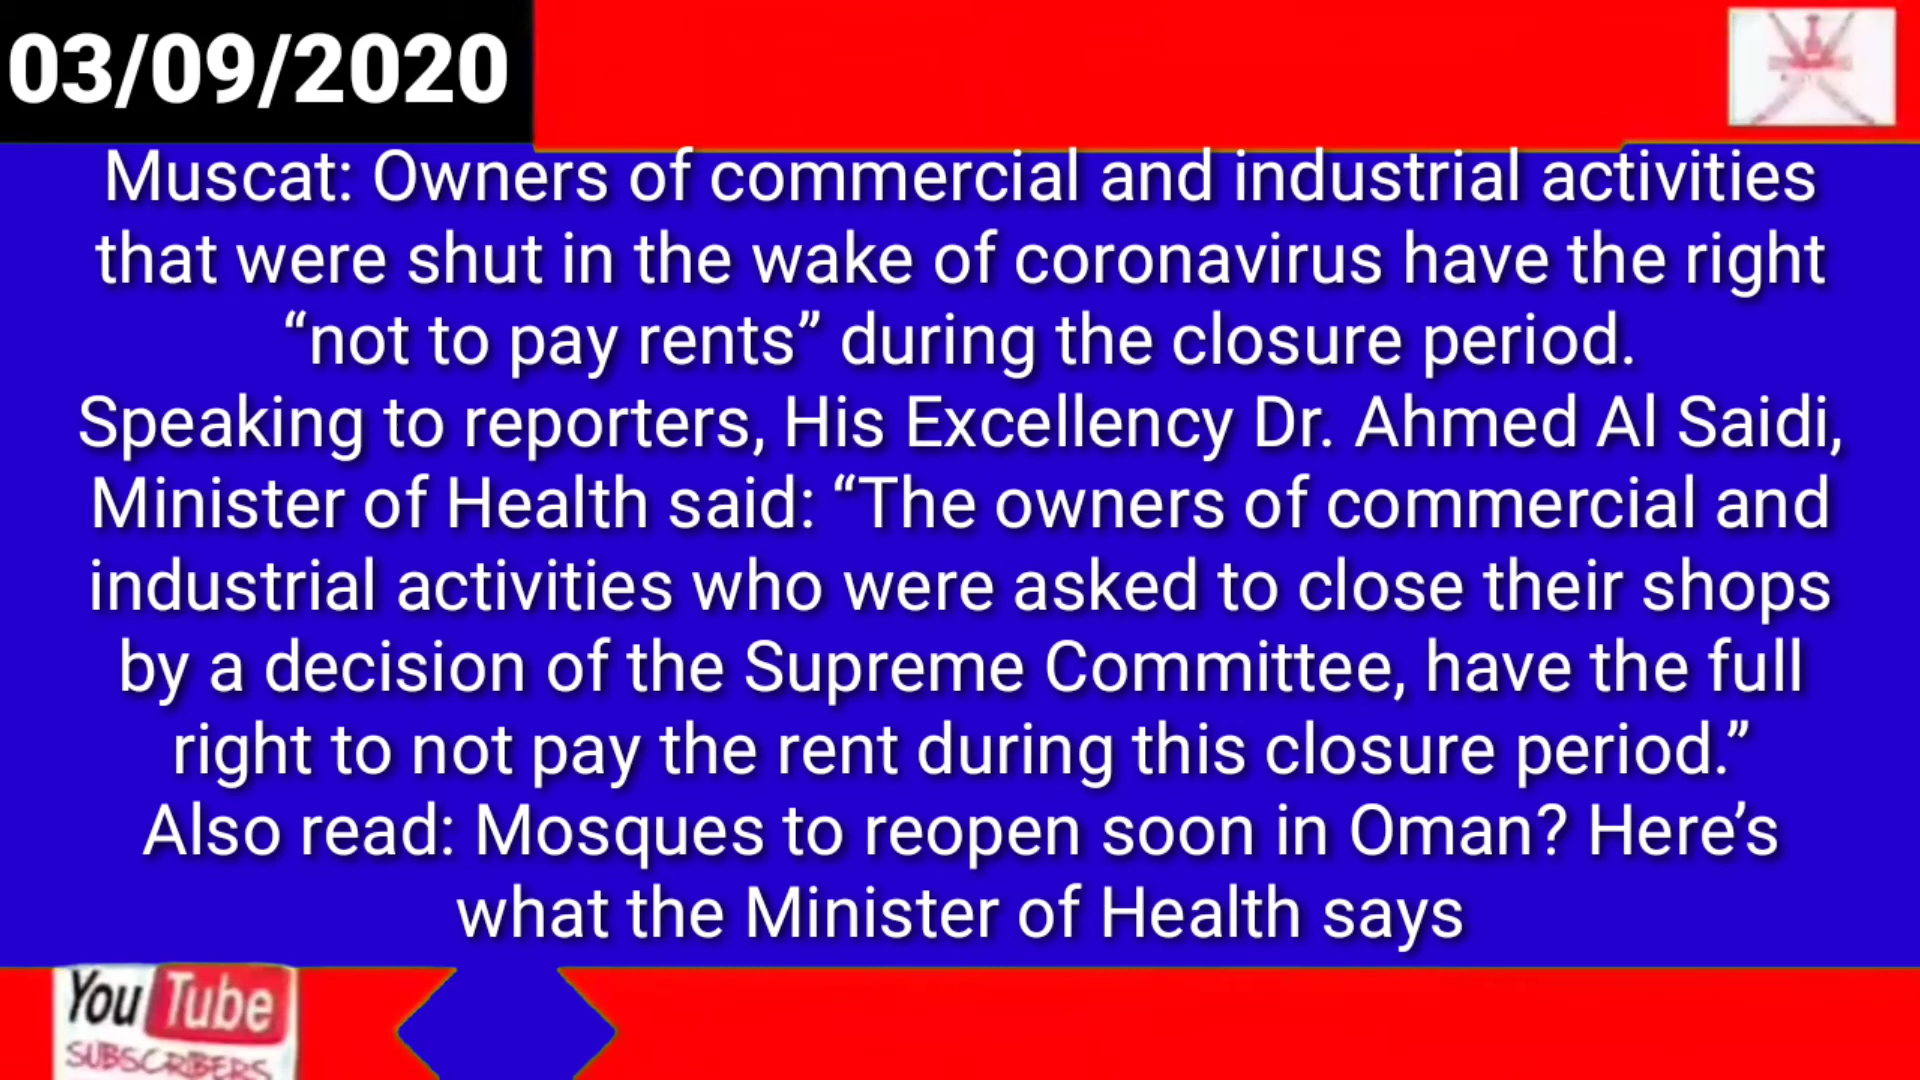 03/09/2020
Muscat: Owners of commercial and industrial activities
that were shut in the wake of coronavirus have the right
“not to pay rents” during the closure period.
Speaking to reporters, His Excellency Dr. Ahmed Al Saidi,
Minister of Health said: “The owners of commercial and
industrial activities who were asked to close their shops
by a decision of the Supreme Committee, have the full
right to not pay the rent during this closure period.”
Also read: Mosques to reopen soon in Oman? Here’s
what the Minister of Health says
YouTube
SUBSCRIBERS